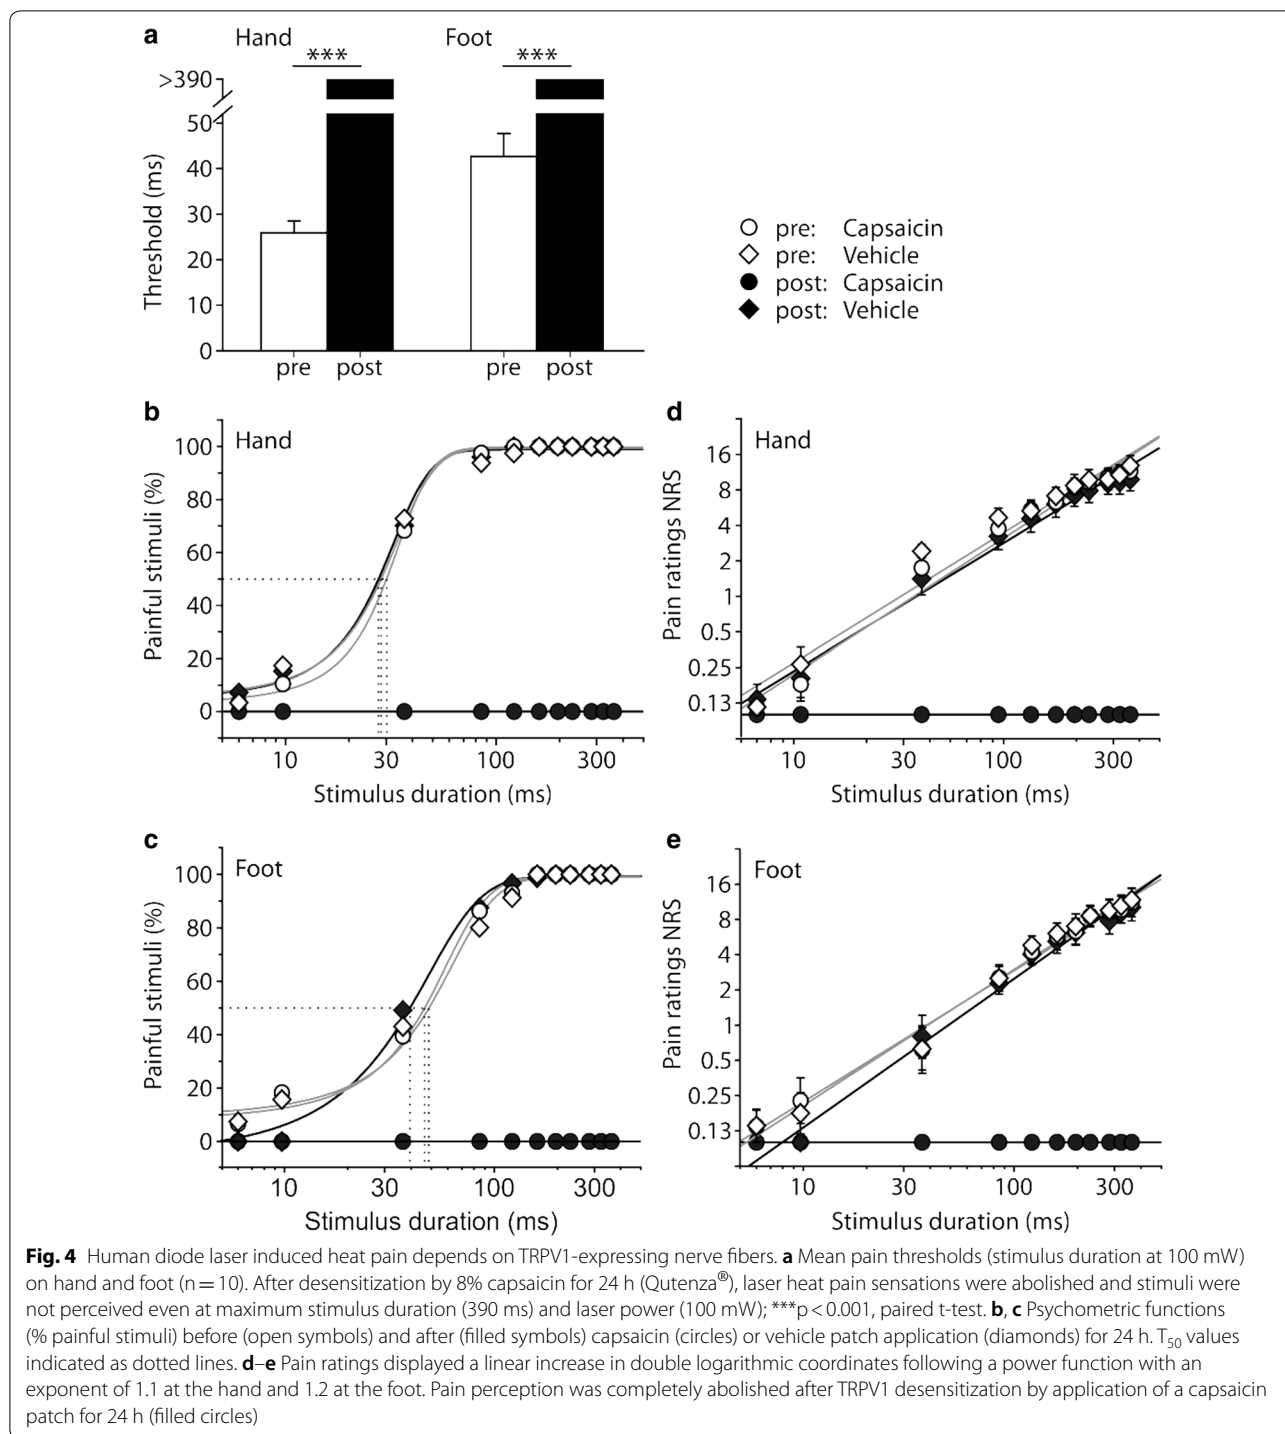 a
Hand
Foot
***
***
>390
50
40
30
20
10
0
Threshold (ms)
pre
post
pre
post
pre: Capsaicin
pre: Vehicle
post: Capsaicin
post: Vehicle
b
Hand
100
80
60
40
20
0
Painful stimuli (%)
10
30
100
300
Stimulus duration (ms)
d
Hand
16
8
4
2
1
0.5
0.25
0.13
Pain ratings NRS
10
30
100
300
Stimulus duration (ms)
c
Foot
100
80
60
40
20
0
Painful stimuli (%)
10
30
100
300
Stimulus duration (ms)
e
Foot
16
8
4
2
1
0.5
0.25
0.13
Pain ratings NRS
10
30
100
300
Stimulus duration (ms)
Fig. 4 Human diode laser induced heat pain depends on TRPV1-expressing nerve fibers. a Mean pain thresholds (stimulus duration at 100 mW)
on hand and foot (n = 10). After desensitization by 8% capsaicin for 24 h (Qutenza®), laser heat pain sensations were abolished and stimuli were
not perceived even at maximum stimulus duration (390 ms) and laser power (100 mW); ***p < 0.001, paired t-test. b, c Psychometric functions
(% painful stimuli) before (open symbols) and after (filled symbols) capsaicin (circles) or vehicle patch application (diamonds) for 24 h. T50 values
indicated as dotted lines. d–e Pain ratings displayed a linear increase in double logarithmic coordinates following a power function with an
exponent of 1.1 at the hand and 1.2 at the foot. Pain perception was completely abolished after TRPV1 desensitization by application of a capsaicin
patch for 24 h (filled circles)